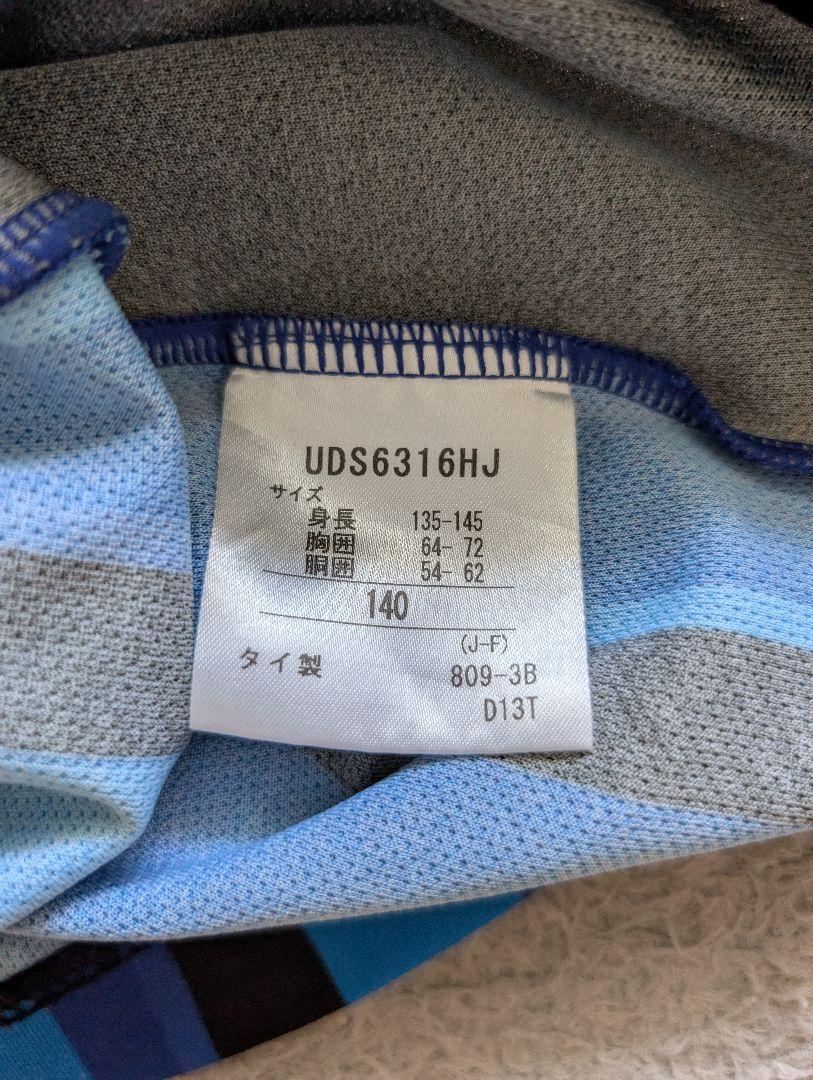 UDS6316HJ
サイズ
身長 135-145
胸囲 64- 72
胴囲 54- 62
140
(J-F)
タイ製 809-3B
D13T